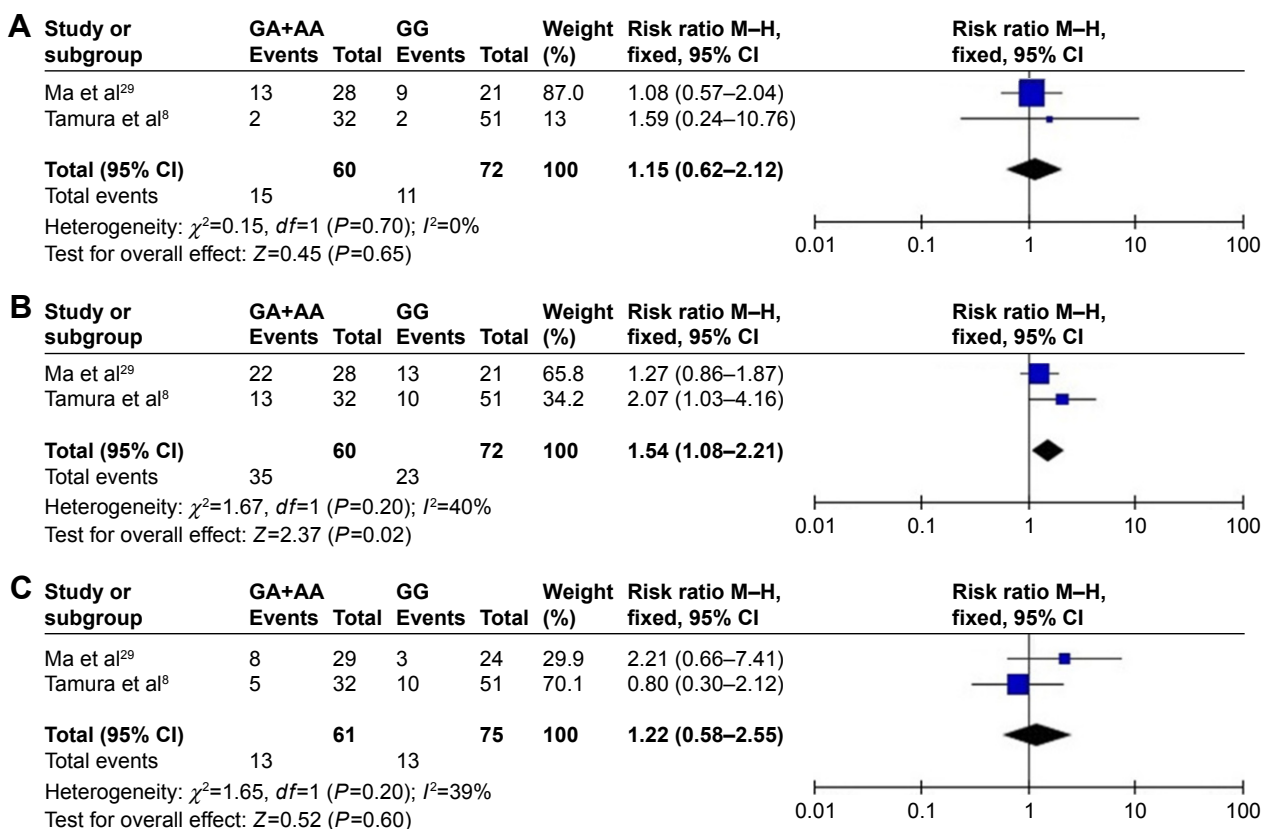 A Study or subgroup GA+AA Events Total GG Events Total Weight (%) Risk ratio M–H, fixed, 95% CI Risk ratio M–H, fixed, 95% CI
Ma et al29 13 28 9 21 87.0 1.08 (0.57–2.04)
Tamura et al8 2 32 2 51 13 1.59 (0.24–10.76)
Total (95% CI) 60 72 100 1.15 (0.62–2.12)
Total events 15 11
Heterogeneity: χ2=0.15, df=1 (P=0.70); I2=0%
Test for overall effect: Z=0.45 (P=0.65)
0.01 0.1 1 10 100
B Study or subgroup GA+AA Events Total GG Events Total Weight (%) Risk ratio M–H, fixed, 95% CI Risk ratio M–H, fixed, 95% CI
Ma et al29 22 28 13 21 65.8 1.27 (0.86–1.87)
Tamura et al8 13 32 10 51 34.2 2.07 (1.03–4.16)
Total (95% CI) 60 72 100 1.54 (1.08–2.21)
Total events 35 23
Heterogeneity: χ2=1.67, df=1 (P=0.20); I2=40%
Test for overall effect: Z=2.37 (P=0.02)
0.01 0.1 1 10 100
C Study or subgroup GA+AA Events Total GG Events Total Weight (%) Risk ratio M–H, fixed, 95% CI Risk ratio M–H, fixed, 95% CI
Ma et al29 8 29 3 24 29.9 2.21 (0.66–7.41)
Tamura et al8 5 32 10 51 70.1 0.80 (0.30–2.12)
Total (95% CI) 61 75 100 1.22 (0.58–2.55)
Total events 13 13
Heterogeneity: χ2=1.65, df=1 (P=0.20); I2=39%
Test for overall effect: Z=0.52 (P=0.60)
0.01 0.1 1 10 100